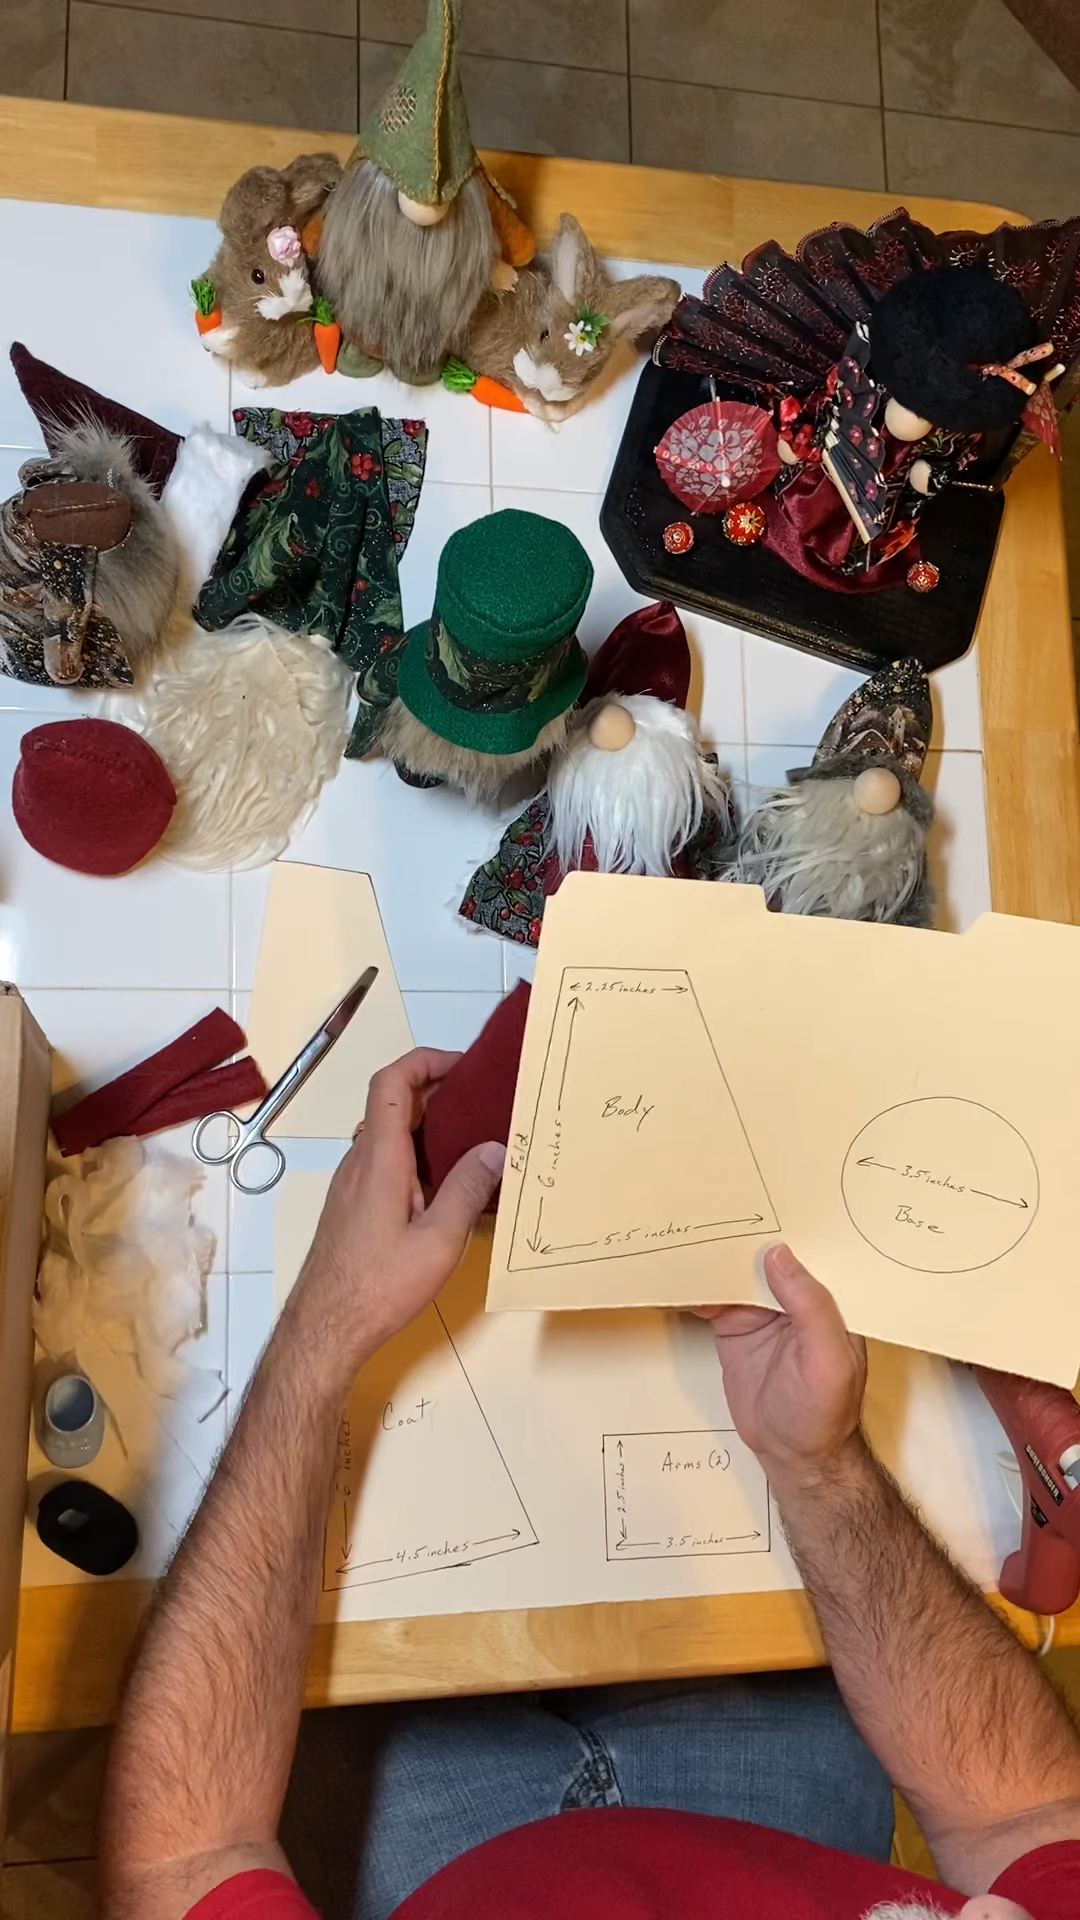 2.25 inches
Body
Fold
6 inches
5.5 inches
3.5 inches
Base
Coat
6 inches
4.5 inches
Arms (2)
2.5 inches
3.5 inches
SUREBONDER